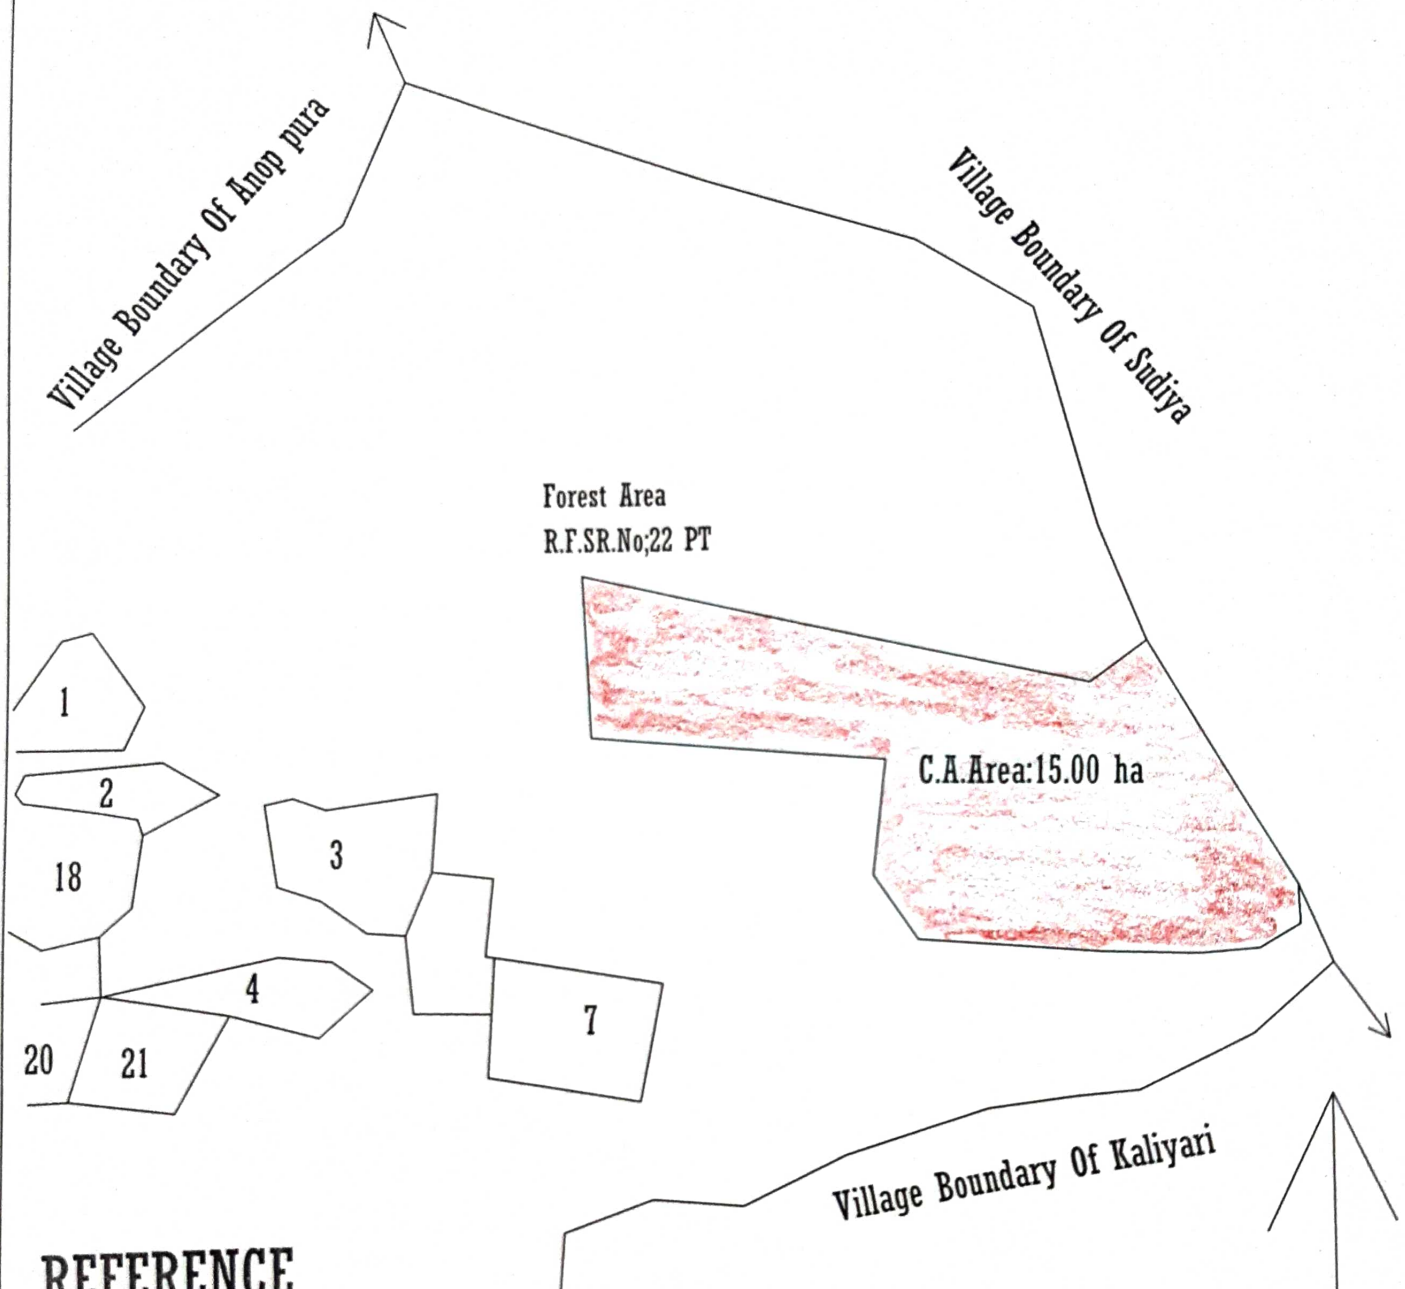 Village Boundary Of Anop pura
Village Boundary Of Sudiya
Forest Area
R.F.SR.No;22 PT
1
C.A.Area:15.00 ha
2
3
18
4
7
20
21
Village Boundary Of Kaliyari
REFERENCE